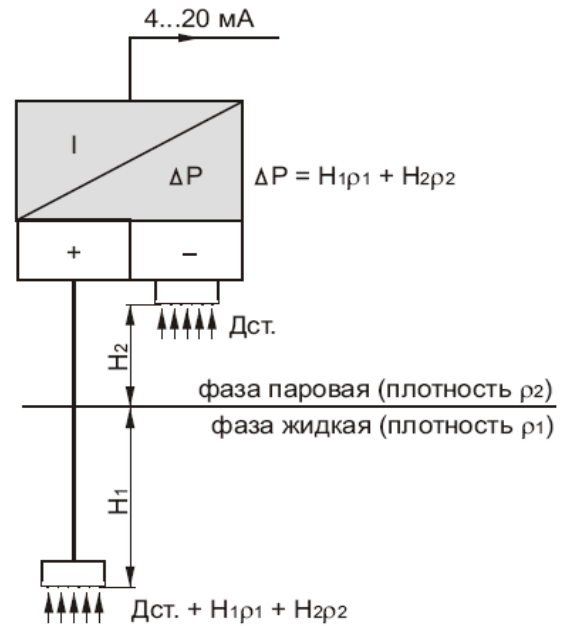 4...20 мА
I
ΔP
ΔP = H1ρ1 + H2ρ2
+
–
Дст.
H2
фаза паровая (плотность ρ2)
фаза жидкая (плотность ρ1)
H1
Дст. + H1ρ1 + H2ρ2